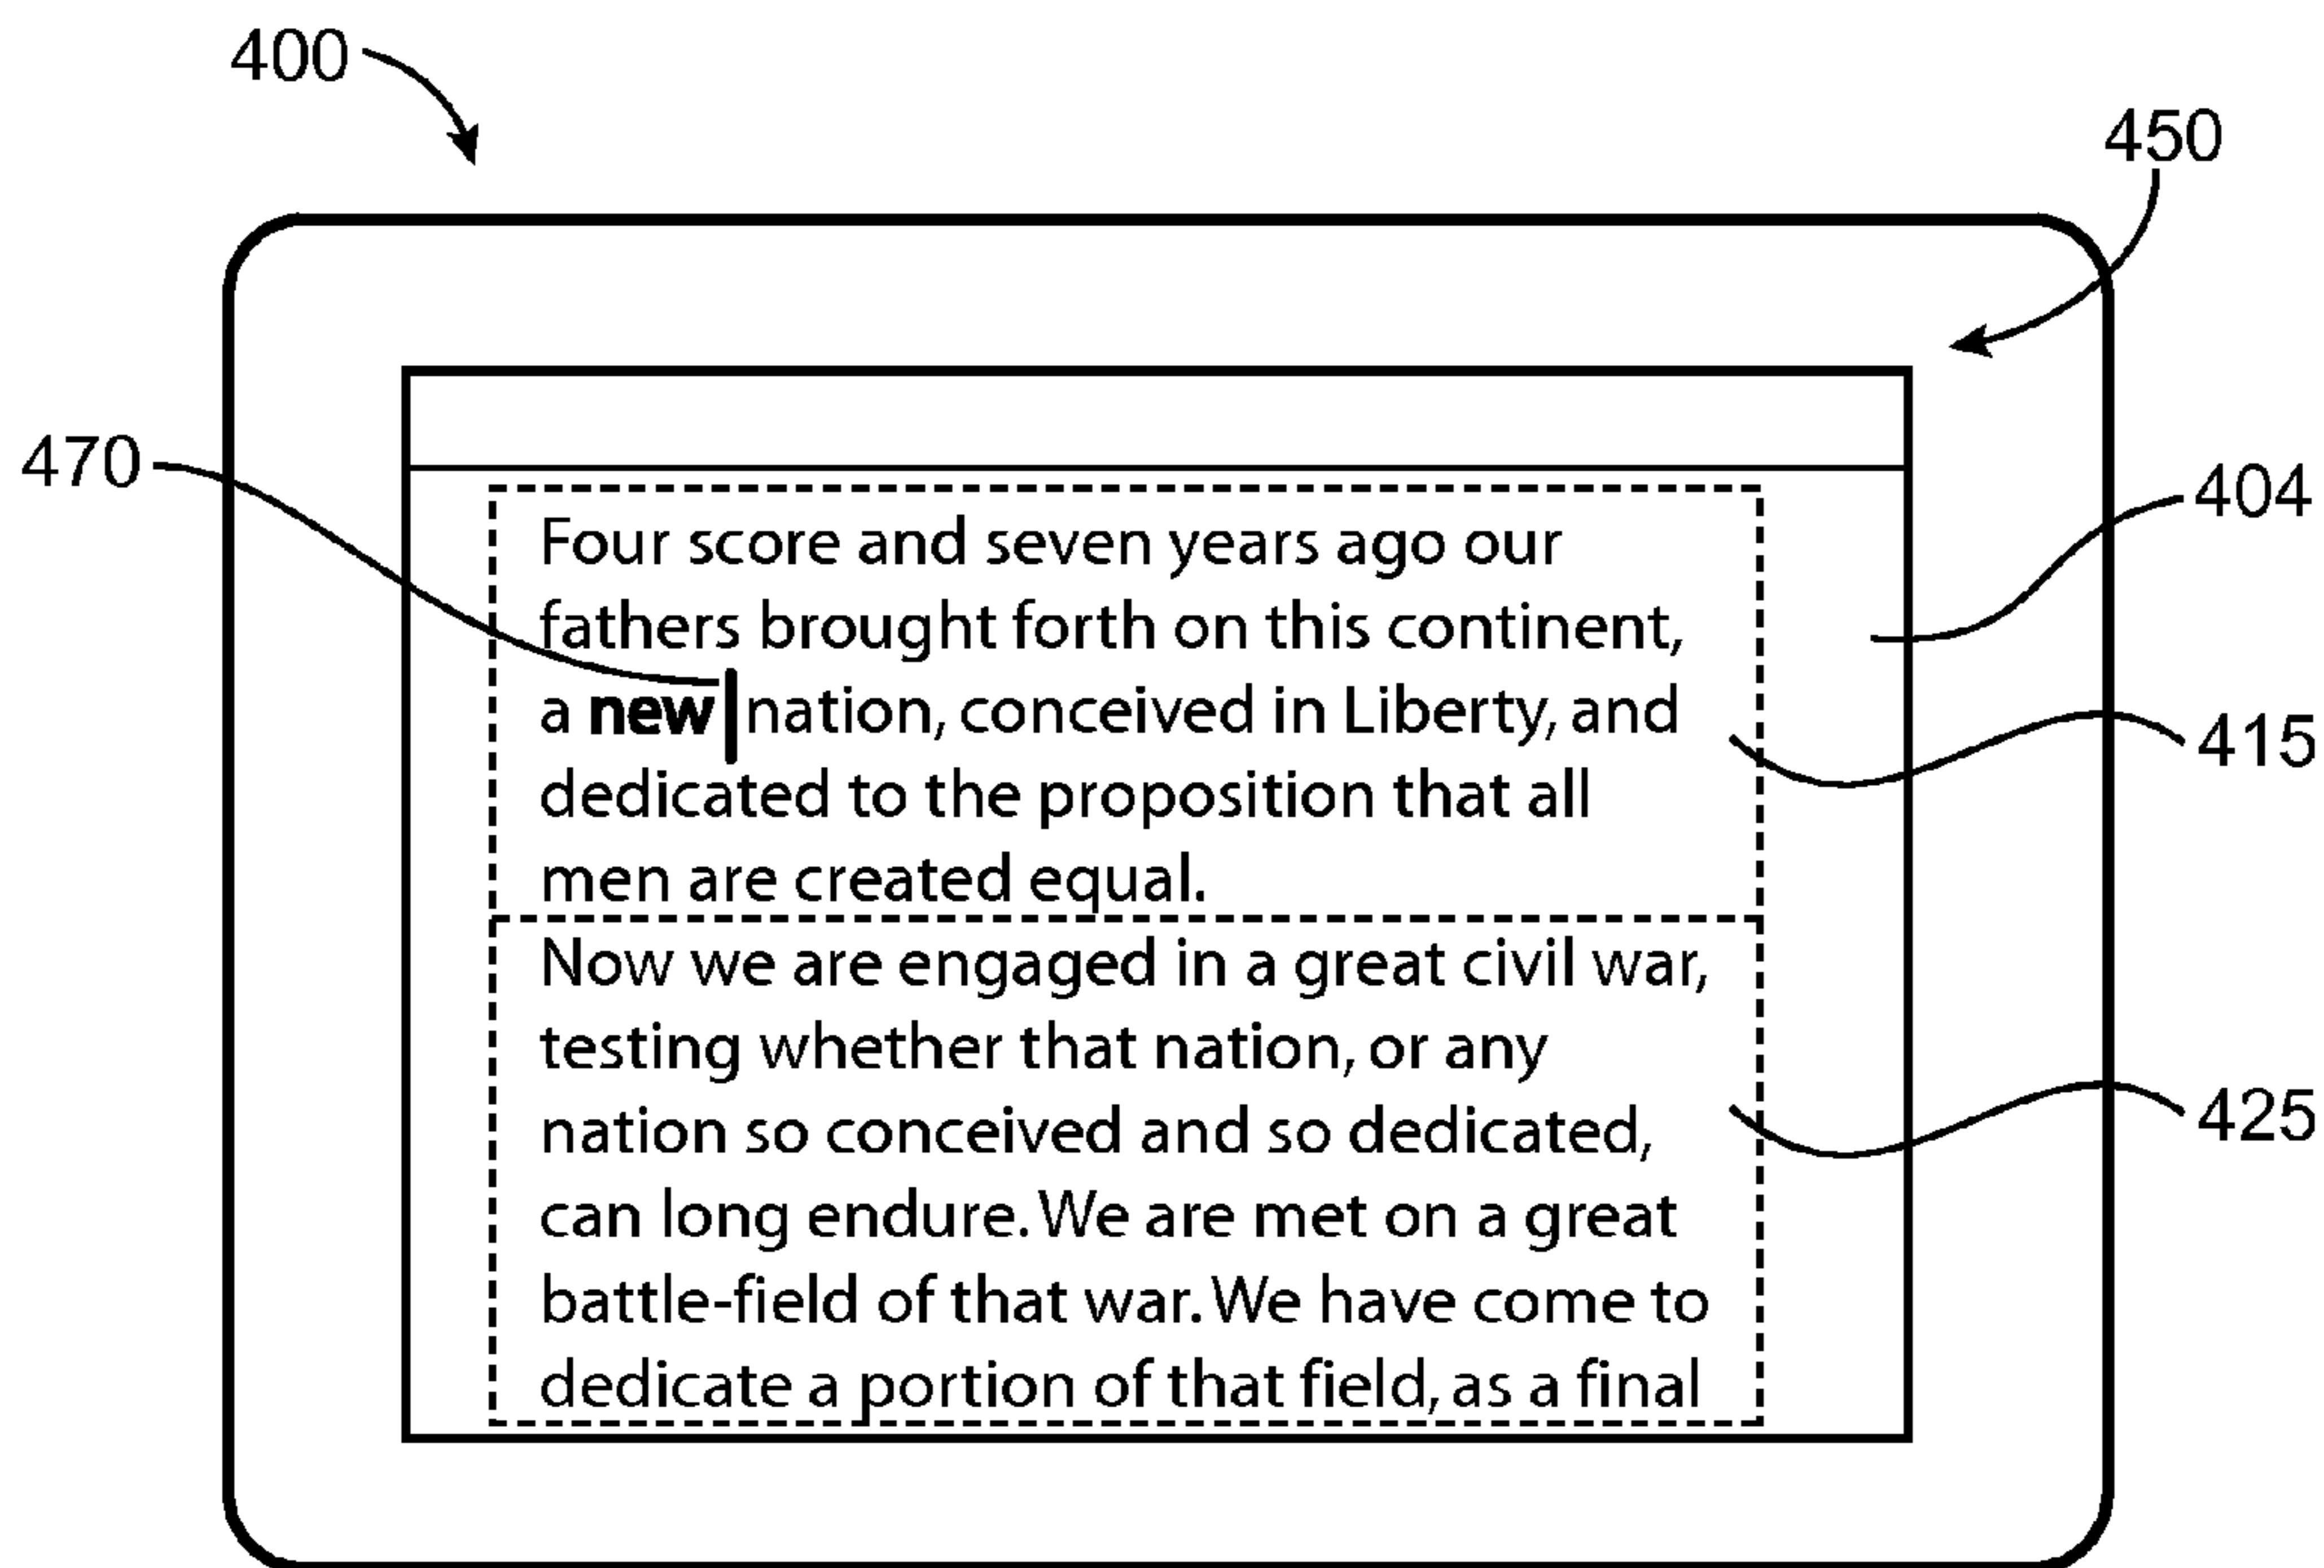 400
450
470
404
Four score and seven years ago our
fathers brought forth on this continent,
a new nation, conceived in Liberty, and
415
dedicated to the proposition that all
men are created equal.
Now we are engaged in a great civil war,
testing whether that nation, or any
425
nation so conceived and so dedicated,
can long endure. We are met on a great
battle-field of that war. We have come to
dedicate a portion of that field, as a final